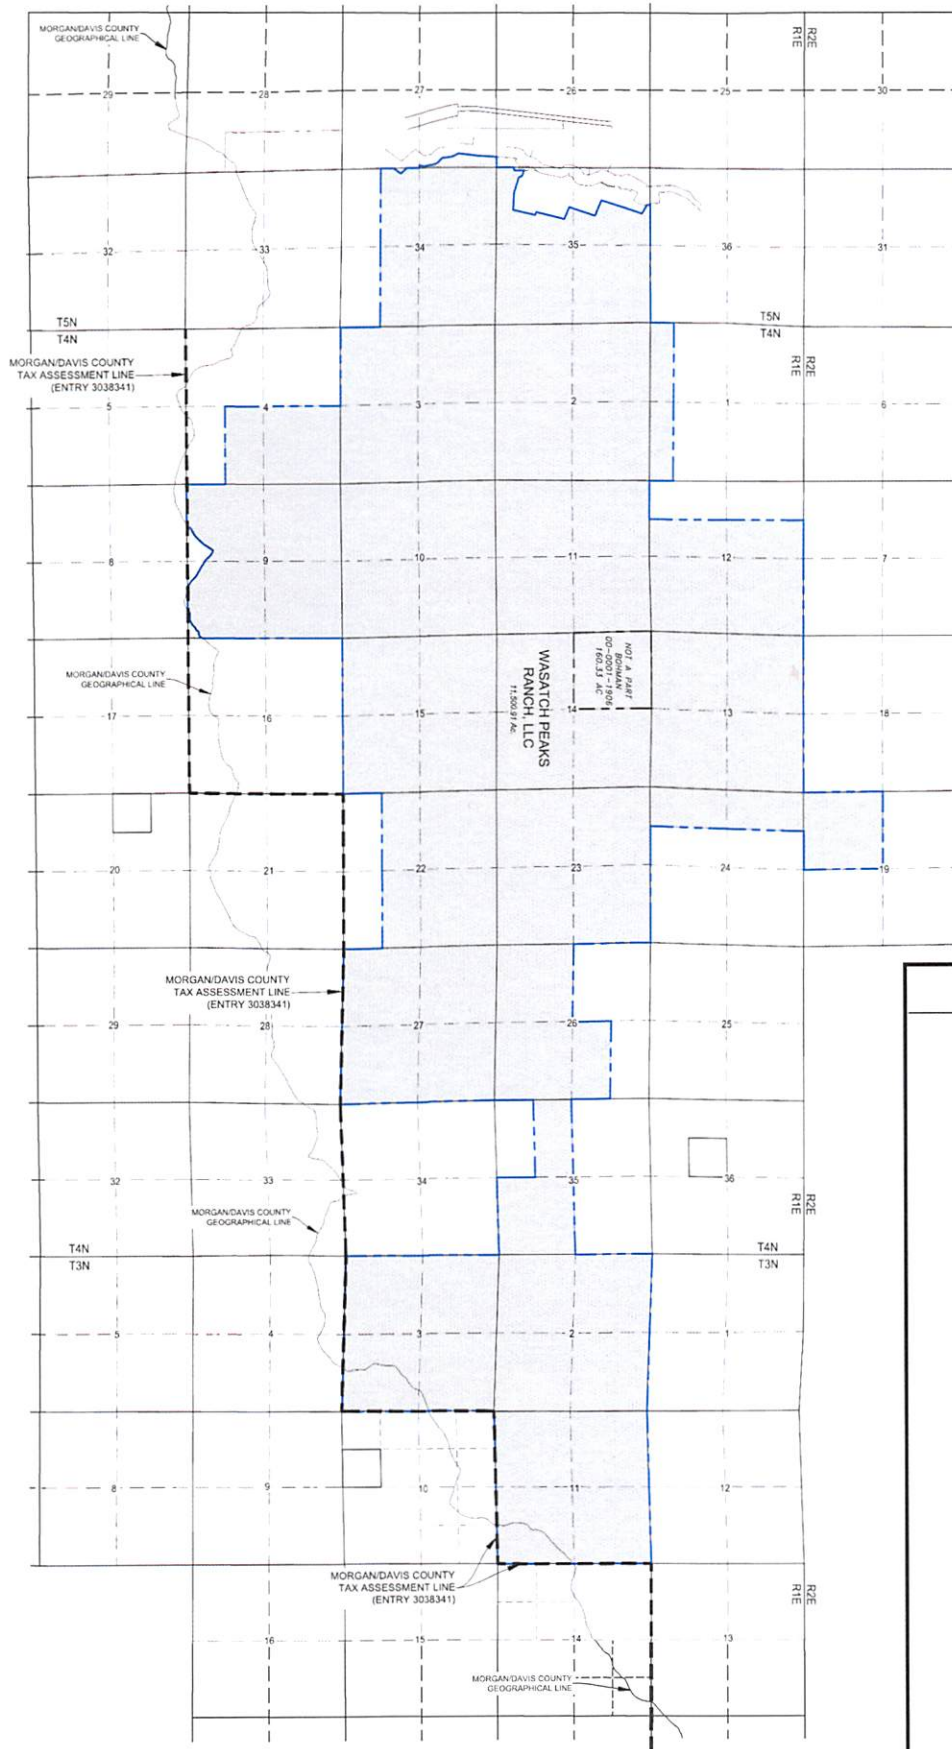 MORGAN/DAVIS COUNTY
GEOGRAPHICAL LINE
R1E R2E
29 28 27 26 25 30
32 33 34 35 36 31
T5N
T4N
T5N
T4N
R1E R2E
MORGAN/DAVIS COUNTY
TAX ASSESSMENT LINE
(ENTRY 3038341)
5 4 3 2 1 6
8 9 10 11 12 7
NOT A PART
BOHMAN
00-0001-1906
160.33 AC
WASATCH PEAKS
RANCH, LLC
11,500.91 Ac.
MORGAN/DAVIS COUNTY
GEOGRAPHICAL LINE
17 16 15 14 13 18
20 21 22 23 24 19
MORGAN/DAVIS COUNTY
TAX ASSESSMENT LINE
(ENTRY 3038341)
29 28 27 26 25
32 33 34 35 36
R1E R2E
MORGAN/DAVIS COUNTY
GEOGRAPHICAL LINE
T4N
T3N
T4N
T3N
5 4 3 2
8 9 10 11 12
MORGAN/DAVIS COUNTY
TAX ASSESSMENT LINE
(ENTRY 3038341)
R1E R2E
16 15 14 13
MORGAN/DAVIS COUNTY
GEOGRAPHICAL LINE